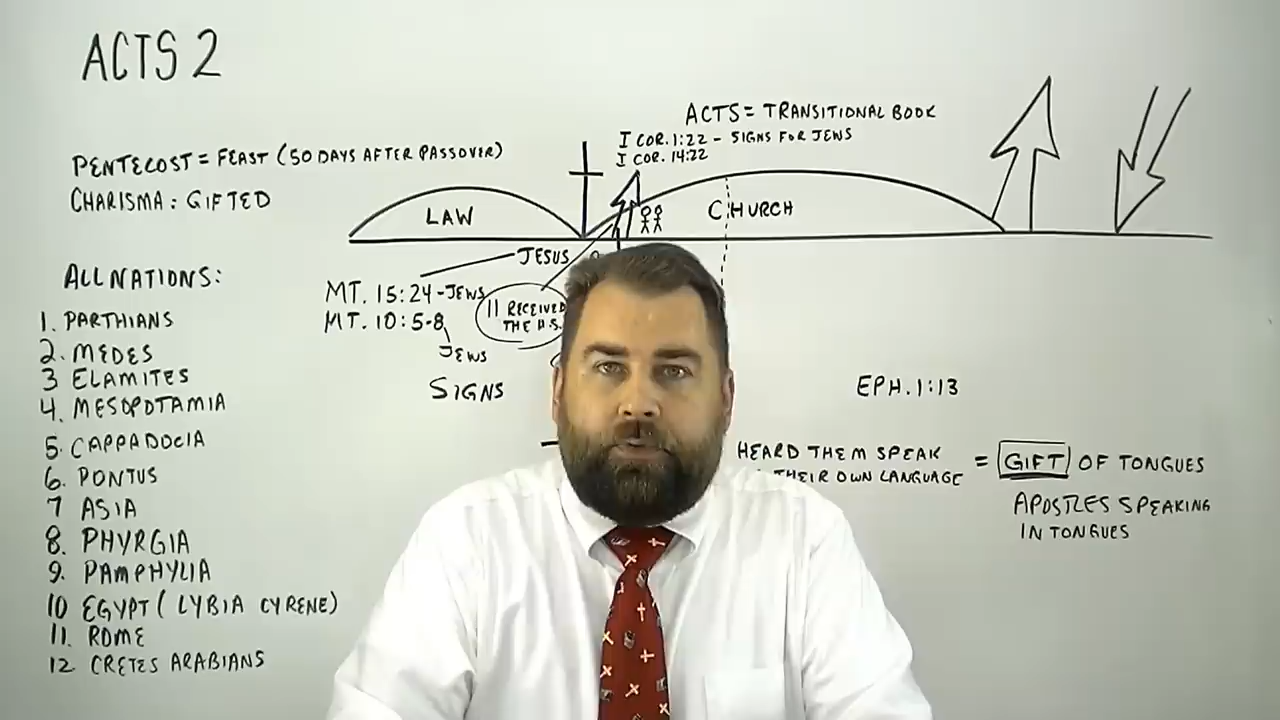 ACTS 2
ACTS = TRANSITIONAL BOOK
I COR. 1:22 - SIGNS FOR JEWS
I COR. 14:22
PENTECOST = FEAST (50 DAYS AFTER PASSOVER)
CHARISMA: GIFTED
LAW
CHURCH
JESUS
ALL NATIONS:
MT. 15:24-JEWS
MT. 10:5-8
JEWS
11 RECEIVED
THE H.S.
SIGNS
1. PARTHIANS
2. MEDES
3 ELAMITES
4. MESOPOTAMIA
5. CAPPADOCIA
6. PONTUS
7 ASIA
8. PHYRGIA
9. PAMPHYLIA
10 EGYPT (LYBIA CYRENE)
11. ROME
12 CRETES ARABIANS
EPH. 1:13
HEARD THEM SPEAK
THEIR OWN LANGUAGE
= GIFT OF TONGUES
APOSTLES SPEAKING
IN TONGUES